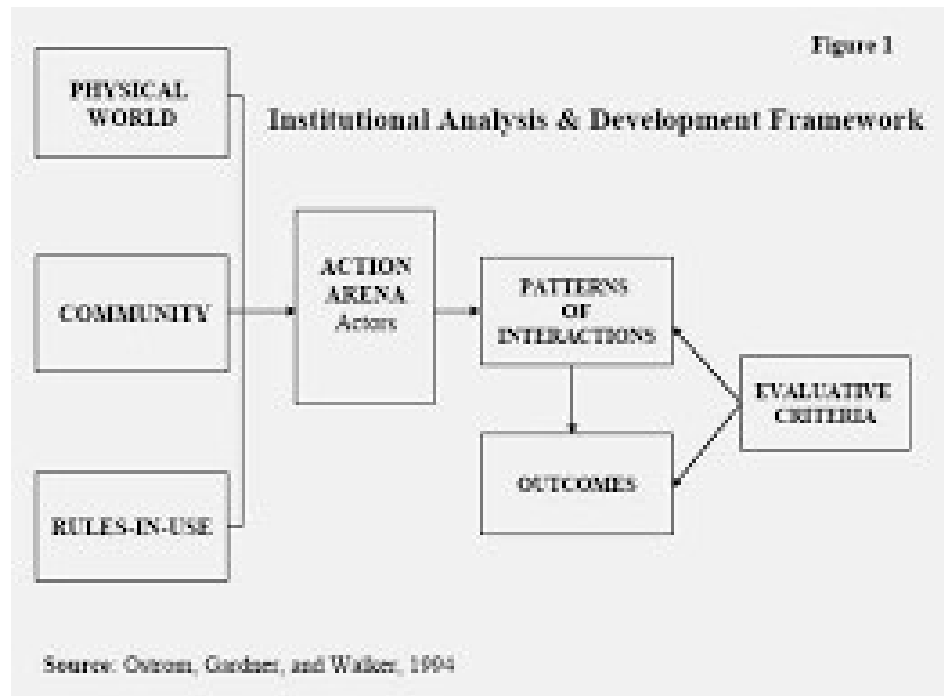 Figure 1
PHYSICAL
WORLD
Institutional Analysis & Development Framework
ACTION
ARENA
Actors
PATTERNS
OF
INTERACTIONS
COMMUNITY
EVALUATIVE
CRITERIA
OUTCOMES
RULES-IN-USE
Source: Ostrom, Gardner, and Walker, 1994